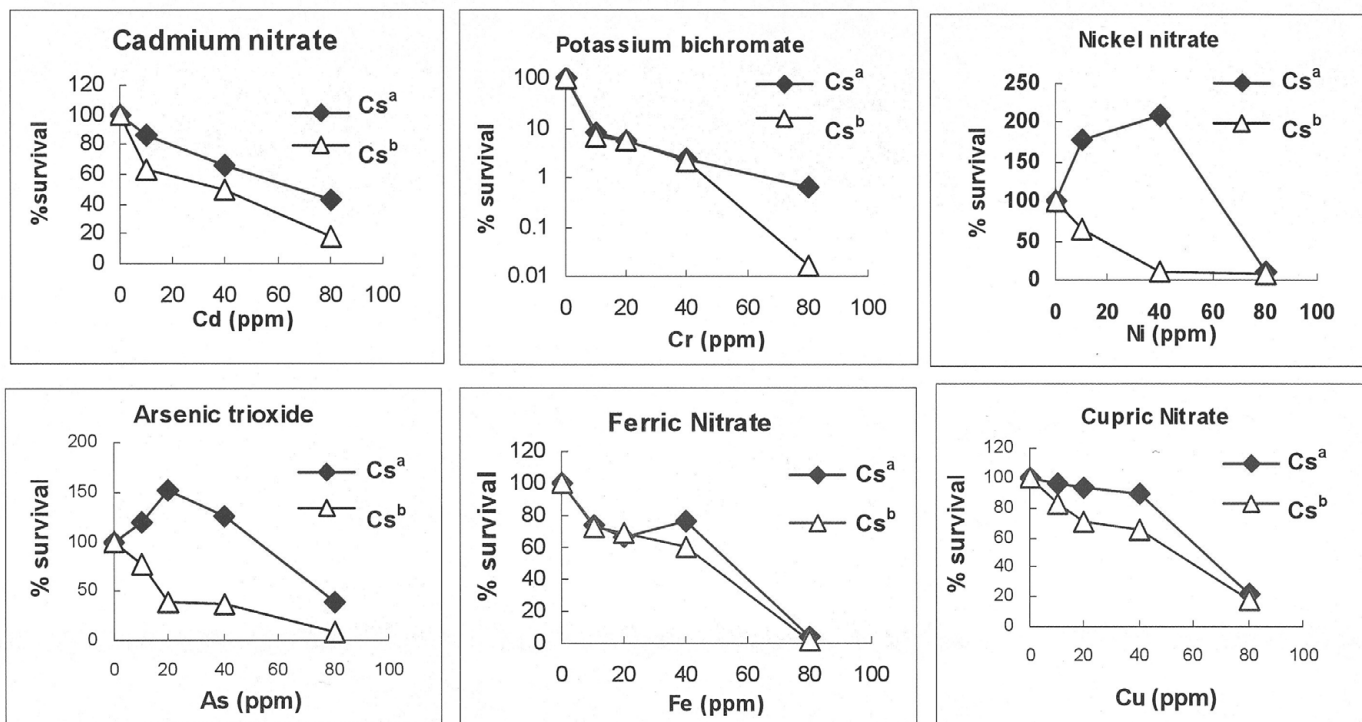 Cadmium nitrate
%survival
120
100
80
60
40
20
0
Csᵃ
Csᵇ
0 20 40 60 80 100
Cd (ppm)
Potassium bichromate
% survival
100
10
1
0.1
0.01
Csᵃ
Csᵇ
0 20 40 60 80 100
Cr (ppm)
Nickel nitrate
% survival
250
200
150
100
50
0
Csᵃ
Csᵇ
0 20 40 60 80 100
Ni (ppm)
Arsenic trioxide
% survival
200
150
100
50
0
Csᵃ
Csᵇ
0 20 40 60 80 100
As (ppm)
Ferric Nitrate
% survival
120
100
80
60
40
20
0
Csᵃ
Csᵇ
0 20 40 60 80 100
Fe (ppm)
Cupric Nitrate
% survival
120
100
80
60
40
20
0
Csᵃ
Csᵇ
0 20 40 60 80 100
Cu (ppm)